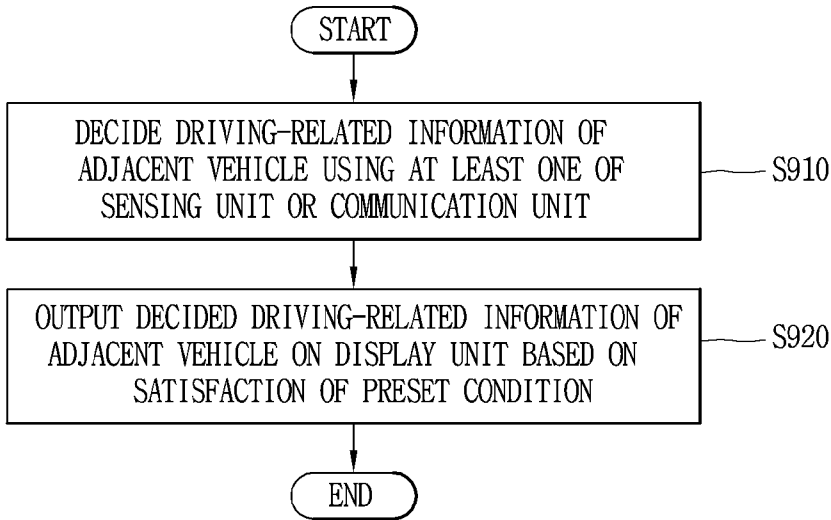 START
DECIDE DRIVING-RELATED INFORMATION OF
ADJACENT VEHICLE USING AT LEAST ONE OF
SENSING UNIT OR COMMUNICATION UNIT
S910
OUTPUT DECIDED DRIVING-RELATED INFORMATION OF
ADJACENT VEHICLE ON DISPLAY UNIT BASED ON
SATISFACTION OF PRESET CONDITION
S920
END